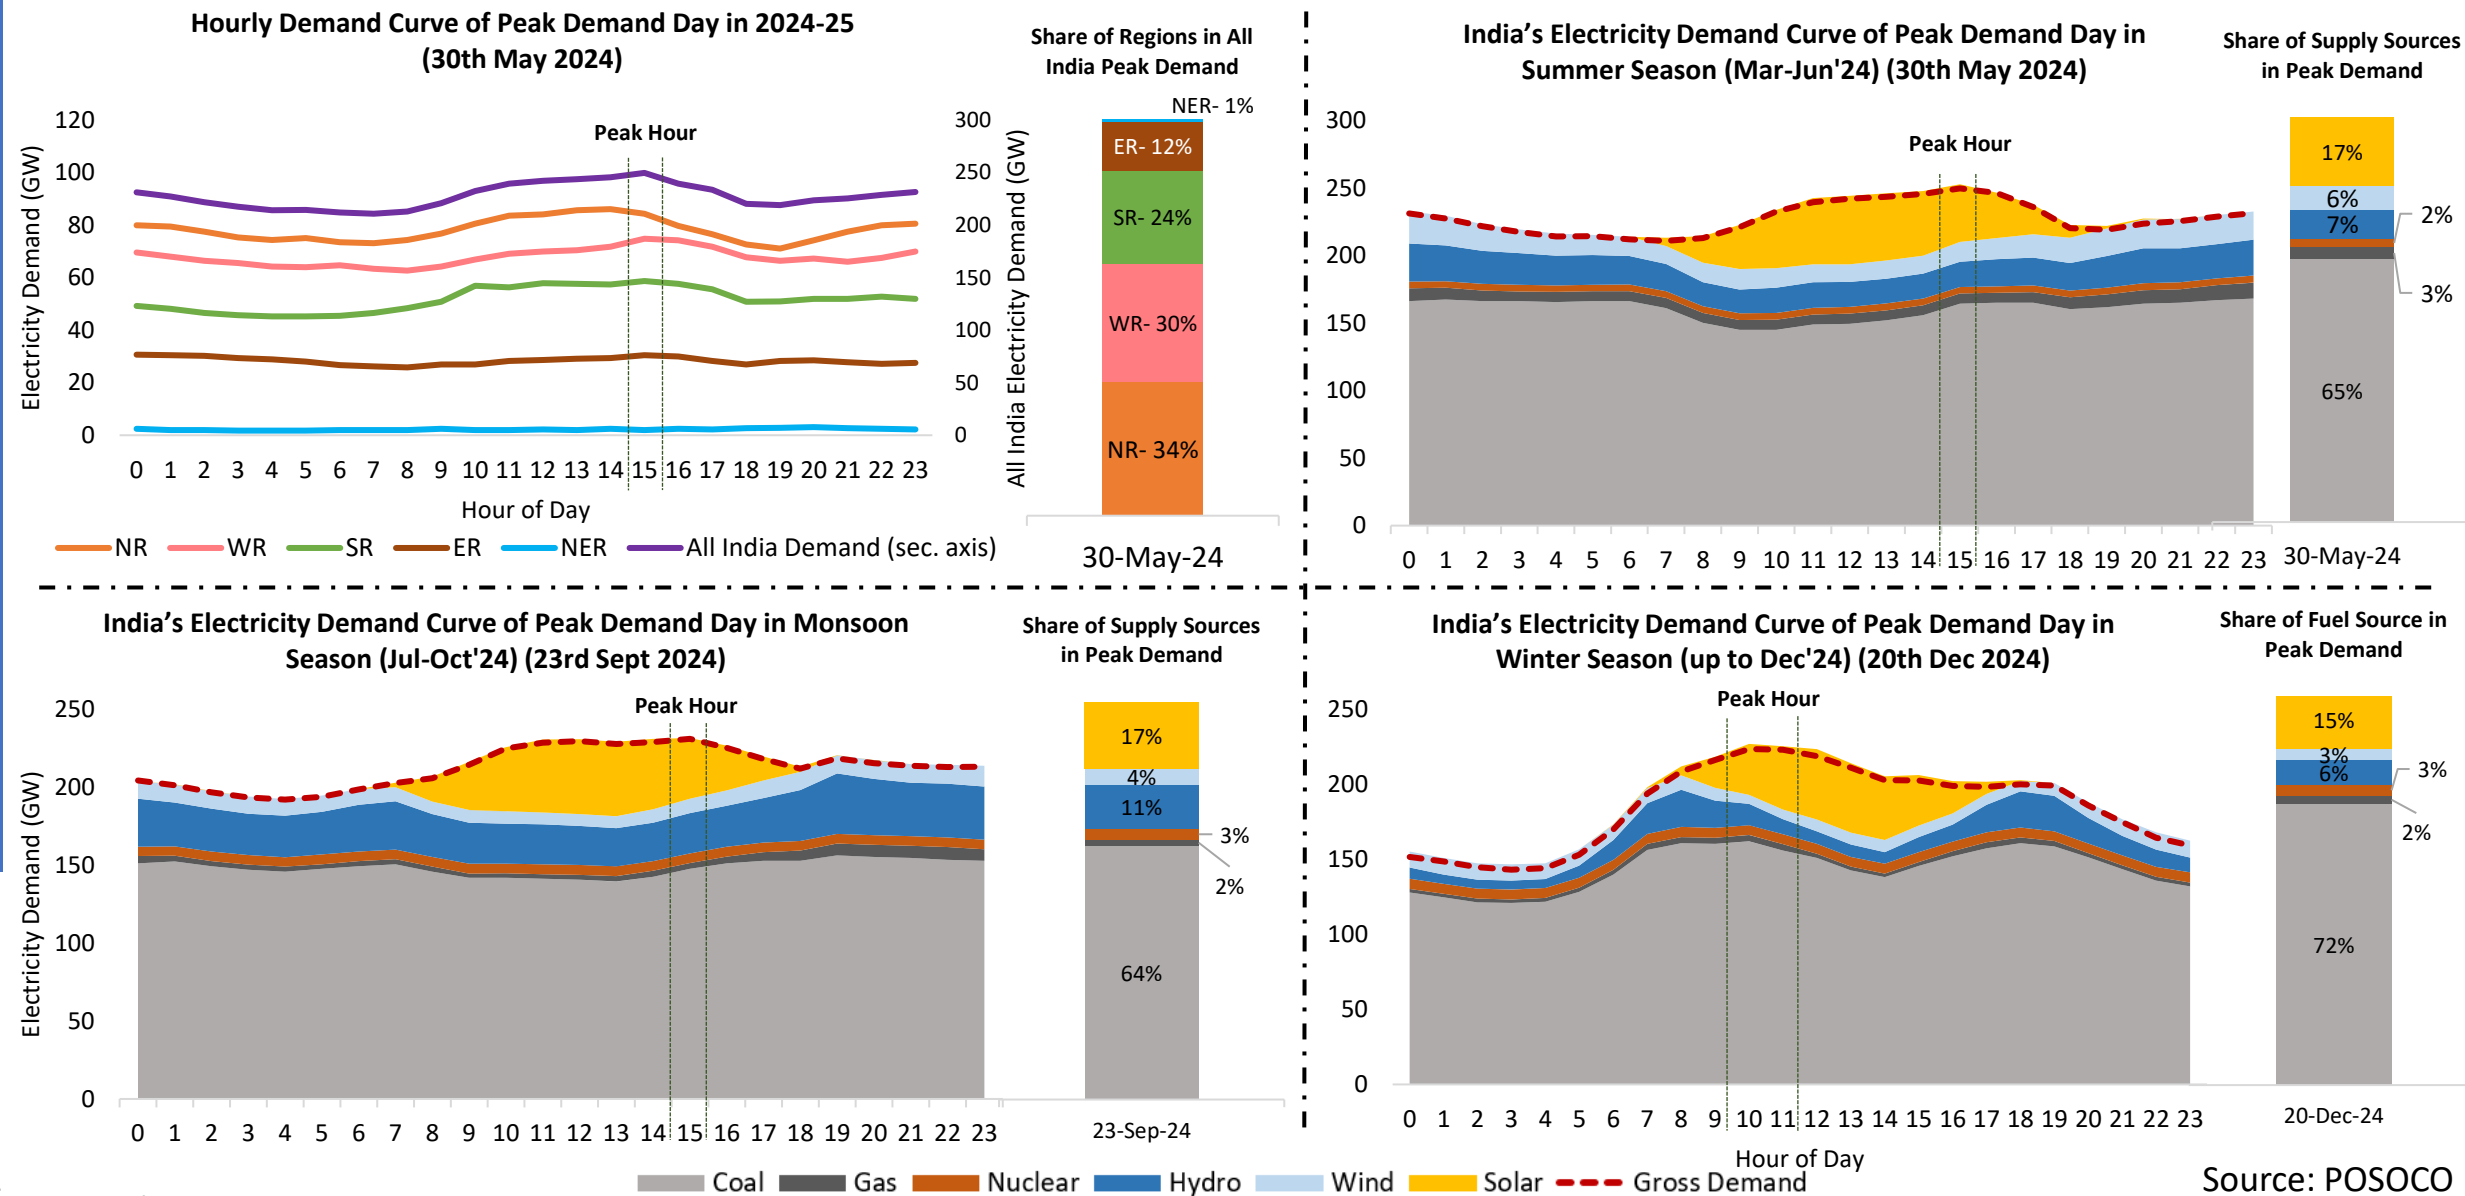 Hourly Demand Curve of Peak Demand Day in 2024-25
(30th May 2024)
Share of Regions in All
India Peak Demand
Electricity Demand (GW)
120
100
80
60
40
20
0
Peak Hour
300
250
200
150
100
50
0
All India Electricity Demand (GW)
0 1 2 3 4 5 6 7 8 9 10 11 12 13 14 15 16 17 18 19 20 21 22 23
Hour of Day
NR WR SR ER NER All India Demand (sec. axis)
NER- 1%
ER- 12%
SR- 24%
WR- 30%
NR- 34%
30-May-24
India’s Electricity Demand Curve of Peak Demand Day in
Summer Season (Mar-Jun'24) (30th May 2024)
Share of Supply Sources
in Peak Demand
300
250
200
150
100
50
0
Peak Hour
0 1 2 3 4 5 6 7 8 9 10 11 12 13 14 15 16 17 18 19 20 21 22 23
17%
6%
7%
2%
3%
65%
30-May-24
India’s Electricity Demand Curve of Peak Demand Day in Monsoon
Season (Jul-Oct'24) (23rd Sept 2024)
Share of Supply Sources
in Peak Demand
Electricity Demand (GW)
250
200
150
100
50
0
Peak Hour
0 1 2 3 4 5 6 7 8 9 10 11 12 13 14 15 16 17 18 19 20 21 22 23
17%
4%
11%
3%
2%
64%
23-Sep-24
India’s Electricity Demand Curve of Peak Demand Day in
Winter Season (up to Dec'24) (20th Dec 2024)
Share of Fuel Source in
Peak Demand
250
200
150
100
50
0
Peak Hour
0 1 2 3 4 5 6 7 8 9 10 11 12 13 14 15 16 17 18 19 20 21 22 23
Hour of Day
15%
3%
6%
3%
2%
72%
20-Dec-24
Coal Gas Nuclear Hydro Wind Solar Gross Demand
Source: POSOCO